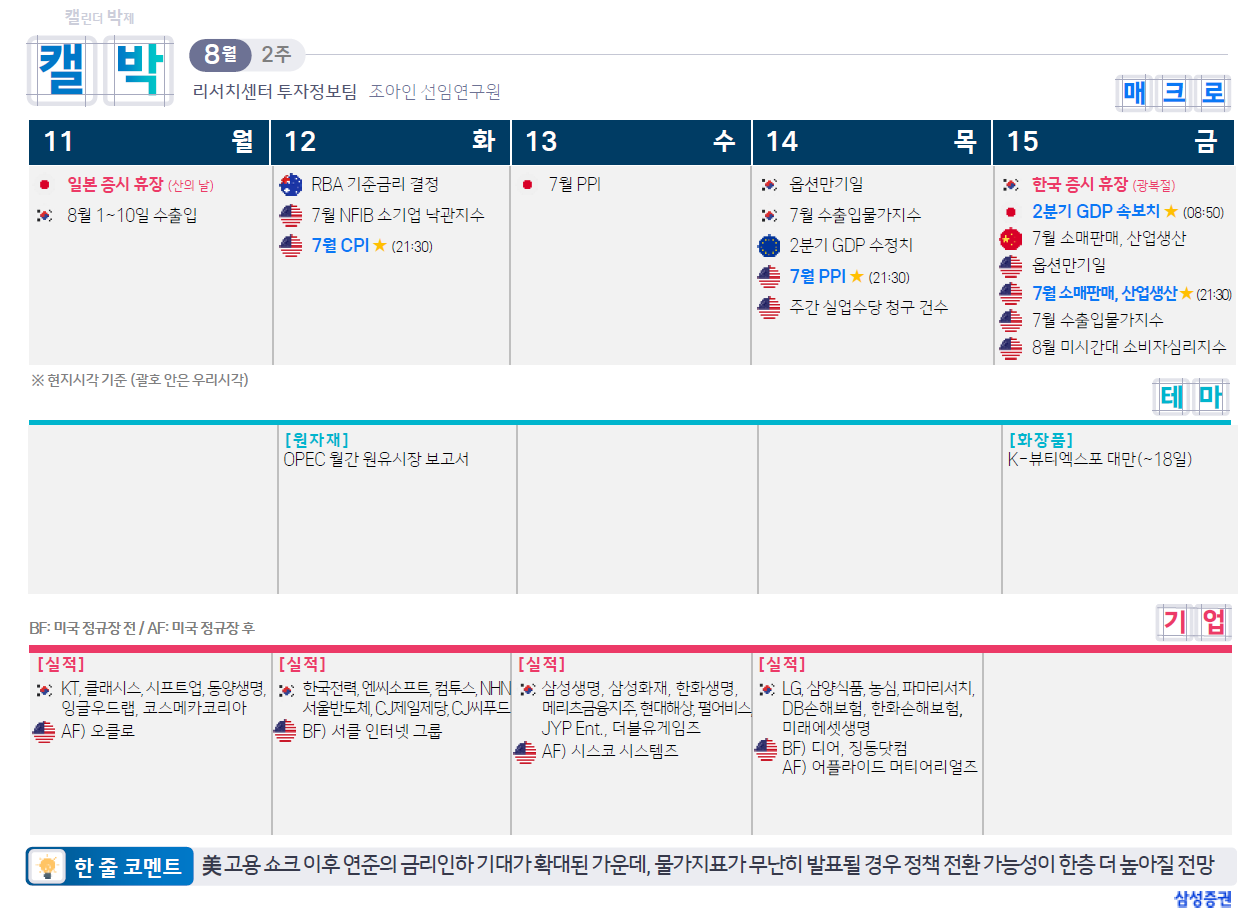 캘린더 박제
캘박
8월 2주
리서치센터 투자정보팀 조아인 선임연구원
매크로
11 월
12 화
13 수
14 목
15 금
일본 증시 휴장 (산의 날)
8월 1~10일 수출입
RBA 기준금리 결정
7월 NFIB 소기업 낙관지수
7월 CPI ★ (21:30)
7월 PPI
옵션만기일
7월 수출입물가지수
2분기 GDP 수정치
7월 PPI ★ (21:30)
주간 실업수당 청구 건수
한국 증시 휴장 (광복절)
2분기 GDP 속보치 ★ (08:50)
7월 소매판매, 산업생산
옵션만기일
7월 소매판매, 산업생산 ★ (21:30)
7월 수출입물가지수
8월 미시간대 소비자심리지수
※ 현지시각 기준 (괄호 안은 우리시각)
테마
[원자재]
OPEC 월간 원유시장 보고서
[화장품]
K-뷰티엑스포 대만(~18일)
BF: 미국 정규장 전 / AF: 미국 정규장 후
기업
[실적]
KT, 클래시스, 시프트업, 동양생명,
잉글우드랩, 코스메카코리아
AF) 오클로
[실적]
한국전력, 엔씨소프트, 컴투스, NHN
서울반도체, CJ제일제당, CJ씨푸드
BF) 서클 인터넷 그룹
[실적]
삼성생명, 삼성화재, 한화생명,
메리츠금융지주, 현대해상, 펄어비스
JYP Ent., 더블유게임즈
AF) 시스코 시스템즈
[실적]
LG, 삼양식품, 농심, 파마리서치,
DB손해보험, 한화손해보험,
미래에셋생명
BF) 디어, 징동닷컴
AF) 어플라이드 머티어리얼즈
한 줄 코멘트
美 고용 쇼크 이후 연준의 금리인하 기대가 확대된 가운데, 물가지표가 무난히 발표될 경우 정책 전환 가능성이 한층 더 높아질 전망
삼성증권